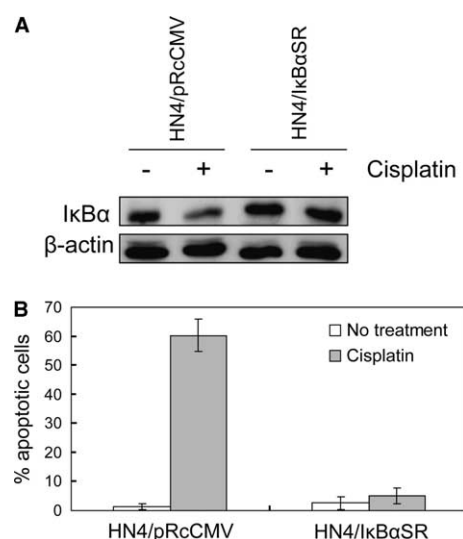 A
HN4/pRcCMV
HN4/IκBαSR
- + - + Cisplatin
IκBα
β-actin
B
70
60
50
40
30
20
10
0
% apoptotic cells
No treatment
Cisplatin
HN4/pRcCMV HN4/IκBαSR